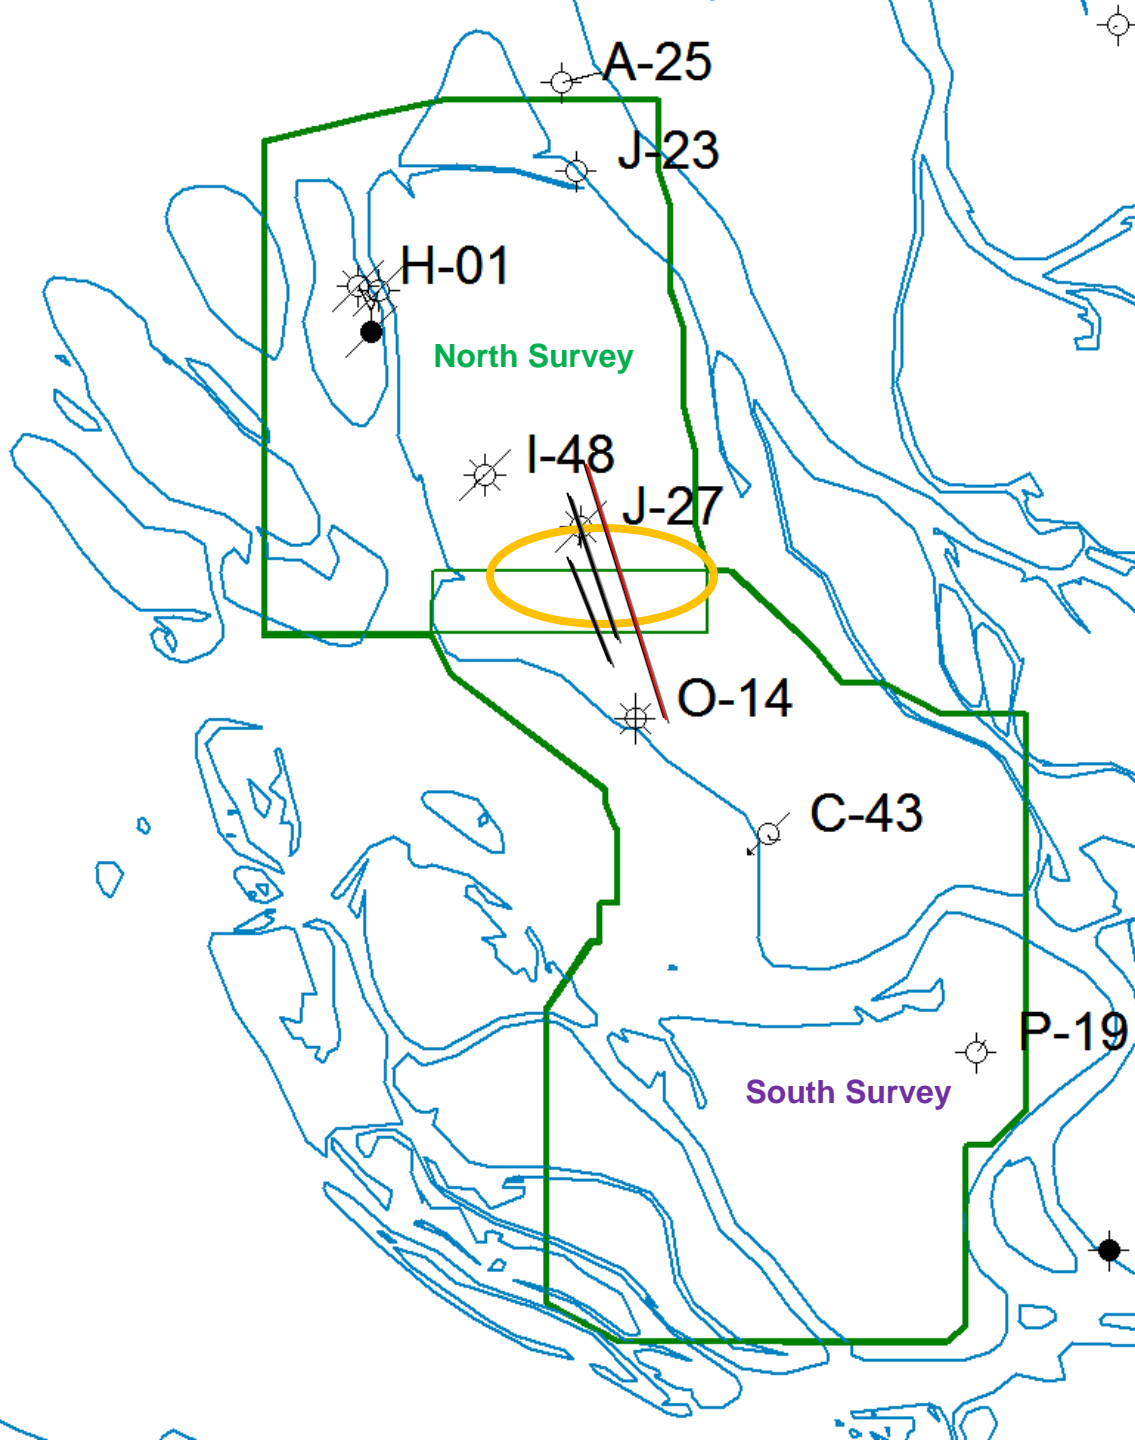 A-25
J-23
H-01
North Survey
I-48
J-27
O-14
C-43
P-19
South Survey